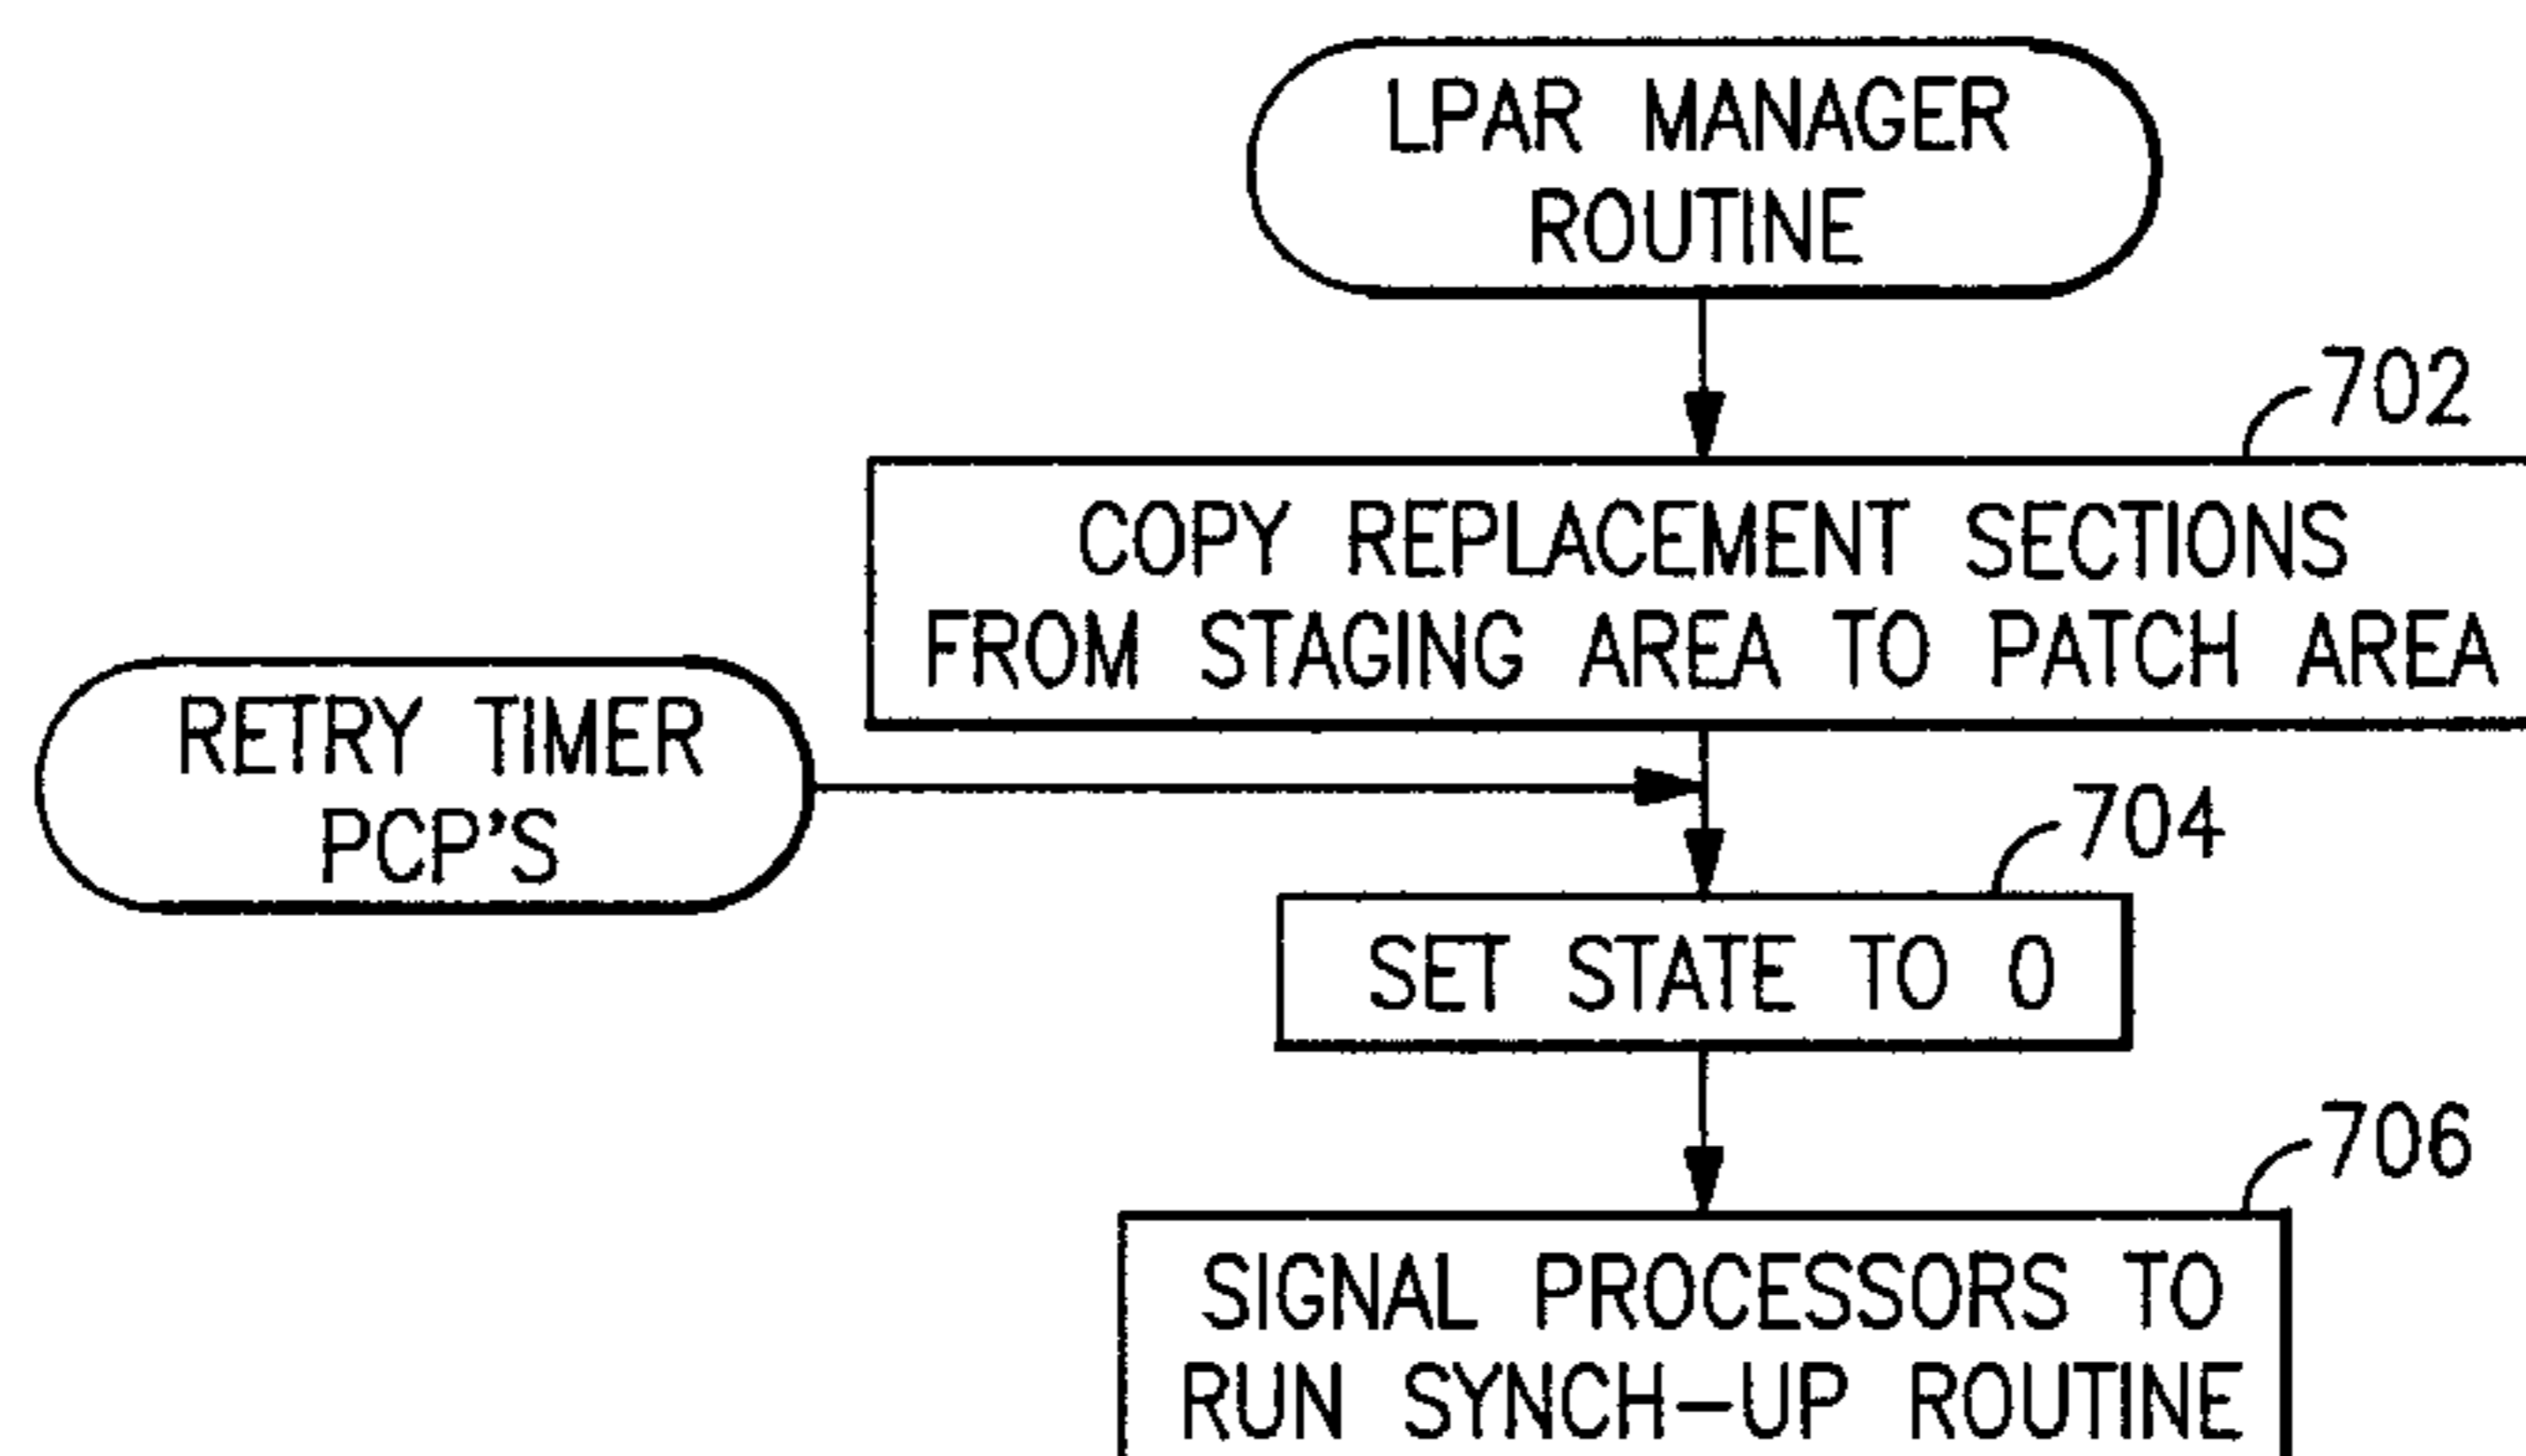 LPAR MANAGER
ROUTINE
702
COPY REPLACEMENT SECTIONS
FROM STAGING AREA TO PATCH AREA
RETRY TIMER
PCP'S
704
SET STATE TO 0
706
SIGNAL PROCESSORS TO
RUN SYNCH-UP ROUTINE